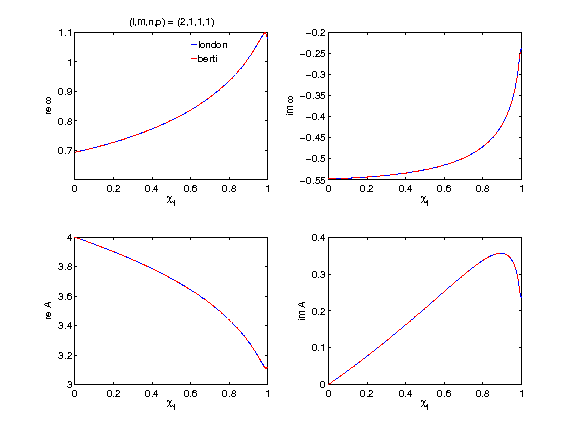 (l,m,n,p) = (2,1,1,1)
1.1
1
0.9
0.8
0.7
re ω
london
berti
0 0.2 0.4 0.6 0.8 1
χf
-0.2
-0.25
-0.3
-0.35
-0.4
-0.45
-0.5
-0.55
im ω
0 0.2 0.4 0.6 0.8 1
χf
4
3.8
3.6
3.4
3.2
3
re A
0 0.2 0.4 0.6 0.8 1
χf
0.4
0.3
0.2
0.1
0
im A
0 0.2 0.4 0.6 0.8 1
χf